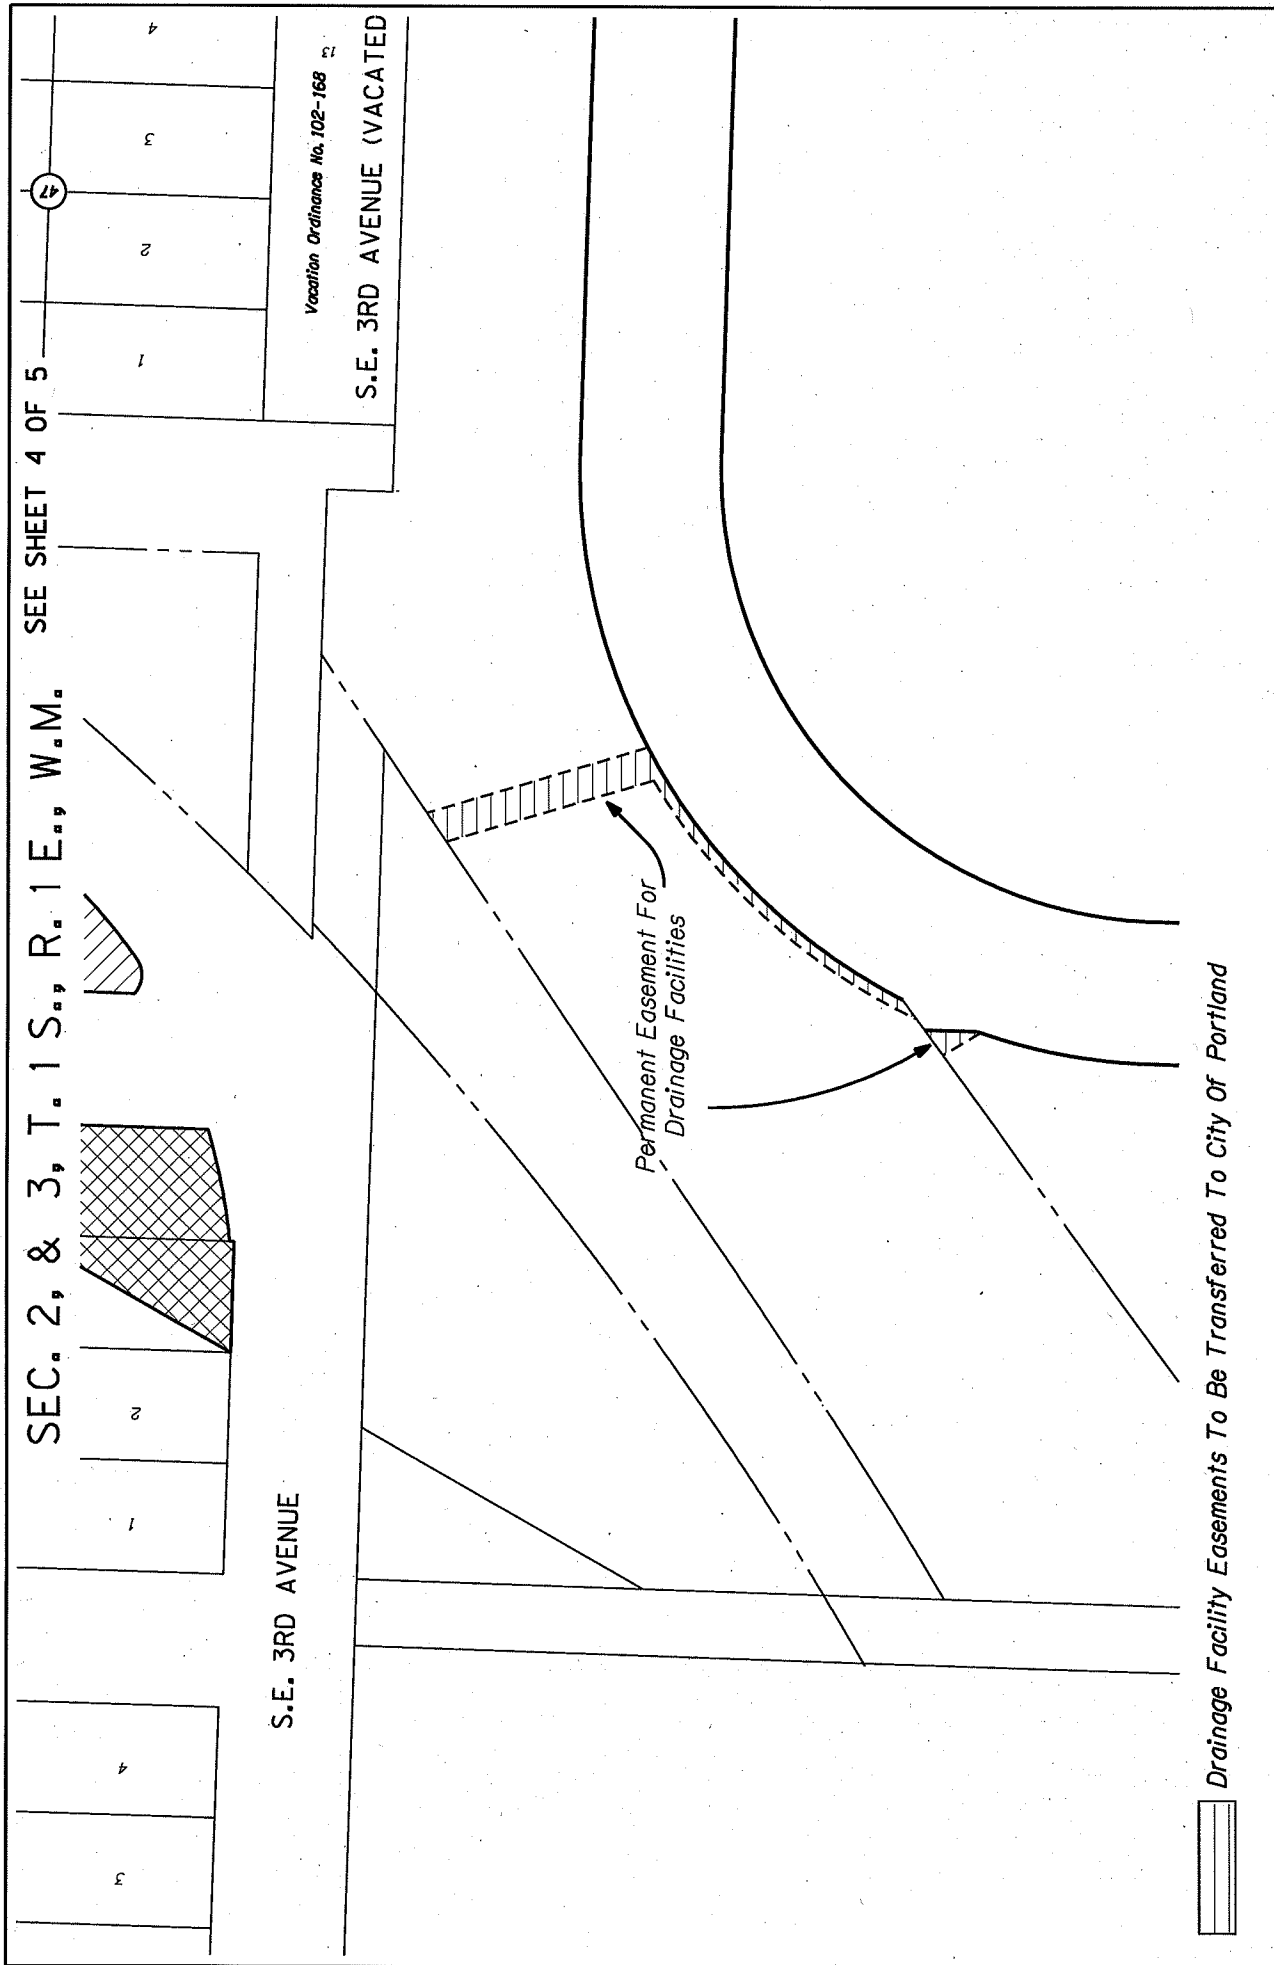 SEC. 2, & 3, T. 1 S., R. 1 E., W.M.
SEE SHEET 4 OF 5
47
3
4
1
2
1
2
3
4
Vacation Ordinance No. 102-168
13
S.E. 3RD AVENUE
S.E. 3RD AVENUE (VACATED
Permanent Easement For
Drainage Facilities
Drainage Facility Easements To Be Transferred To City Of Portland